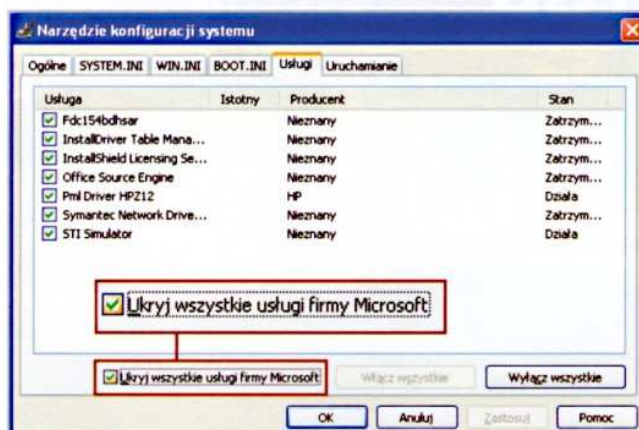 Narzędzie konfiguracji systemu
Ogólne SYSTEM.INI WIN.INI BOOT.INI Usługi Uruchamianie
Usługa Istotny Producent Stan
Fdc154bdhsar Nieznany Zatrzym...
InstallDriver Table Mana... Nieznany Zatrzym...
InstallShield Licensing Se... Nieznany Zatrzym...
Office Source Engine Nieznany Zatrzym...
Pml Driver HPZ12 HP Działa
Symantec Network Drive... Nieznany Zatrzym...
STI Simulator Nieznany Działa
Ukryj wszystkie usługi firmy Microsoft
Ukryj wszystkie usługi firmy Microsoft Włącz wszystkie Wyłącz wszystkie
OK Anuluj Zastosuj Pomoc